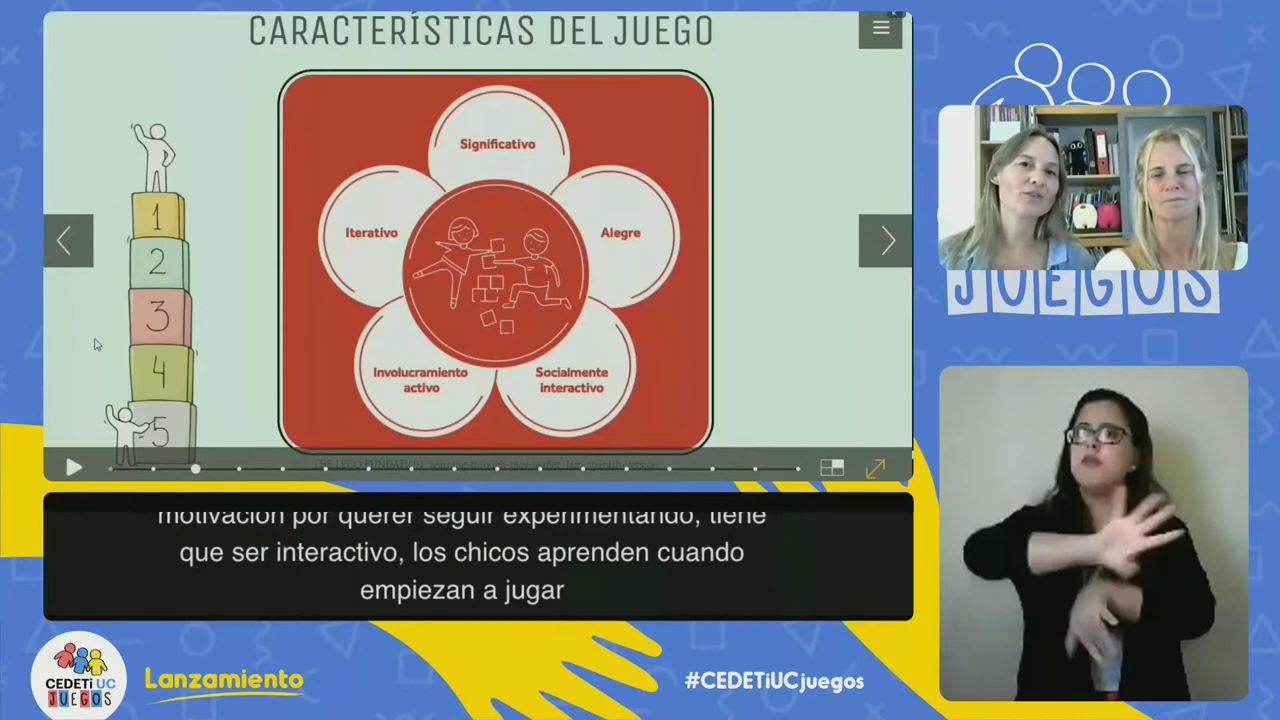 CARACTERÍSTICAS DEL JUEGO
Significativo
Iterativo
Alegre
Involucramiento
activo
Socialmente
interactivo
1
2
3
4
5
JUEGOS
motivación por querer seguir experimentando, tiene
que ser interactivo, los chicos aprenden cuando
empiezan a jugar
CEDETi UC
JUEGOS
Lanzamiento
#CEDETiUCjuegos